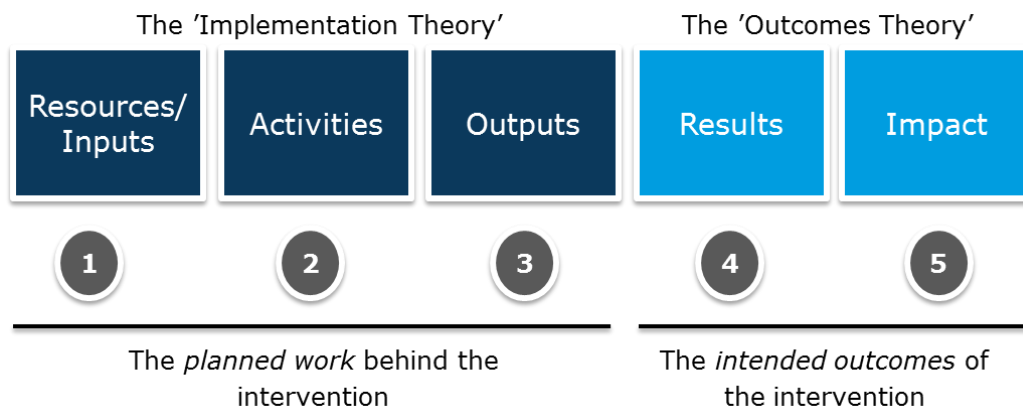 The ’Implementation Theory’
The ’Outcomes Theory’
Resources/
Inputs
Activities
Outputs
Results
Impact
1
2
3
4
5
The planned work behind the
intervention
The intended outcomes of
the intervention